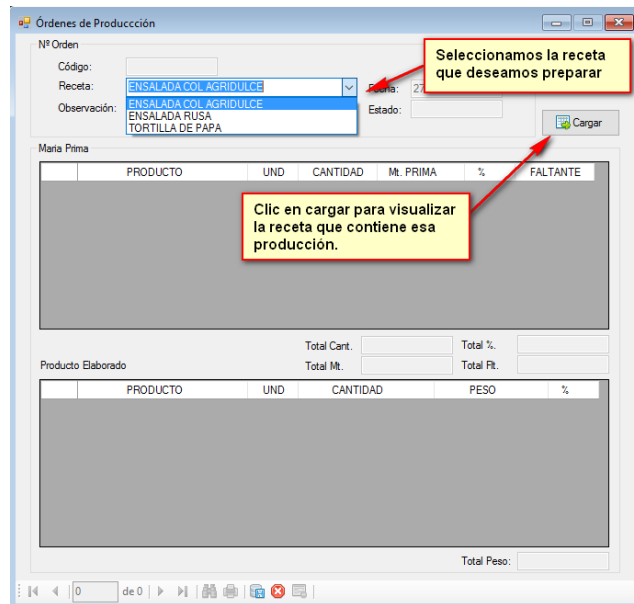 Órdenes de Produccción
Nº Orden
Código:
Receta: ENSALADA COL AGRIDULCE
Fecha: 27
Observación:
ENSALADA COL AGRIDULCE
ENSALADA RUSA
TORTILLA DE PAPA
Estado:
Seleccionamos la receta
que deseamos preparar
Cargar
Maria Prima
PRODUCTO UND CANTIDAD Mt. PRIMA % FALTANTE
Clic en cargar para visualizar
la receta que contiene esa
producción.
Total Cant. Total %.
Producto Elaborado Total Mt. Total Flt.
PRODUCTO UND CANTIDAD PESO %
Total Peso:
0 de 0